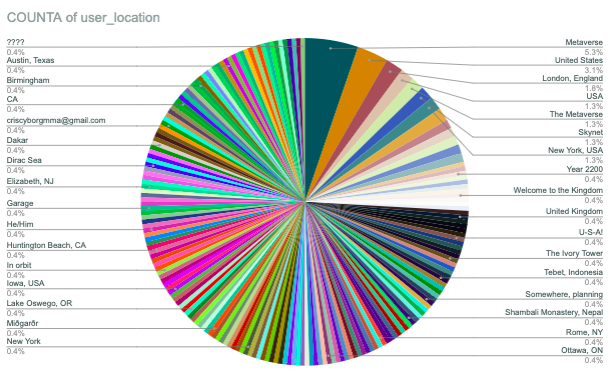 COUNTA of user_location
????
0.4%
Austin, Texas
0.4%
Birmingham
0.4%
CA
0.4%
criscyborgmma@gmail.com
0.4%
Dakar
0.4%
Dirac Sea
0.4%
Elizabeth, NJ
0.4%
Garage
0.4%
He/Him
0.4%
Huntington Beach, CA
0.4%
In orbit
0.4%
Iowa, USA
0.4%
Lake Oswego, OR
0.4%
Miðgarðr
0.4%
New York
0.4%
Metaverse
5.3%
United States
3.1%
London, England
1.8%
USA
1.3%
The Metaverse
1.3%
Skynet
1.3%
New York, USA
1.3%
Year 2200
0.4%
Welcome to the Kingdom
0.4%
United Kingdom
0.4%
U-S-A!
0.4%
The Ivory Tower
0.4%
Tebet, Indonesia
0.4%
Somewhere, planning
0.4%
Shambali Monastery, Nepal
0.4%
Rome, NY
0.4%
Ottawa, ON
0.4%